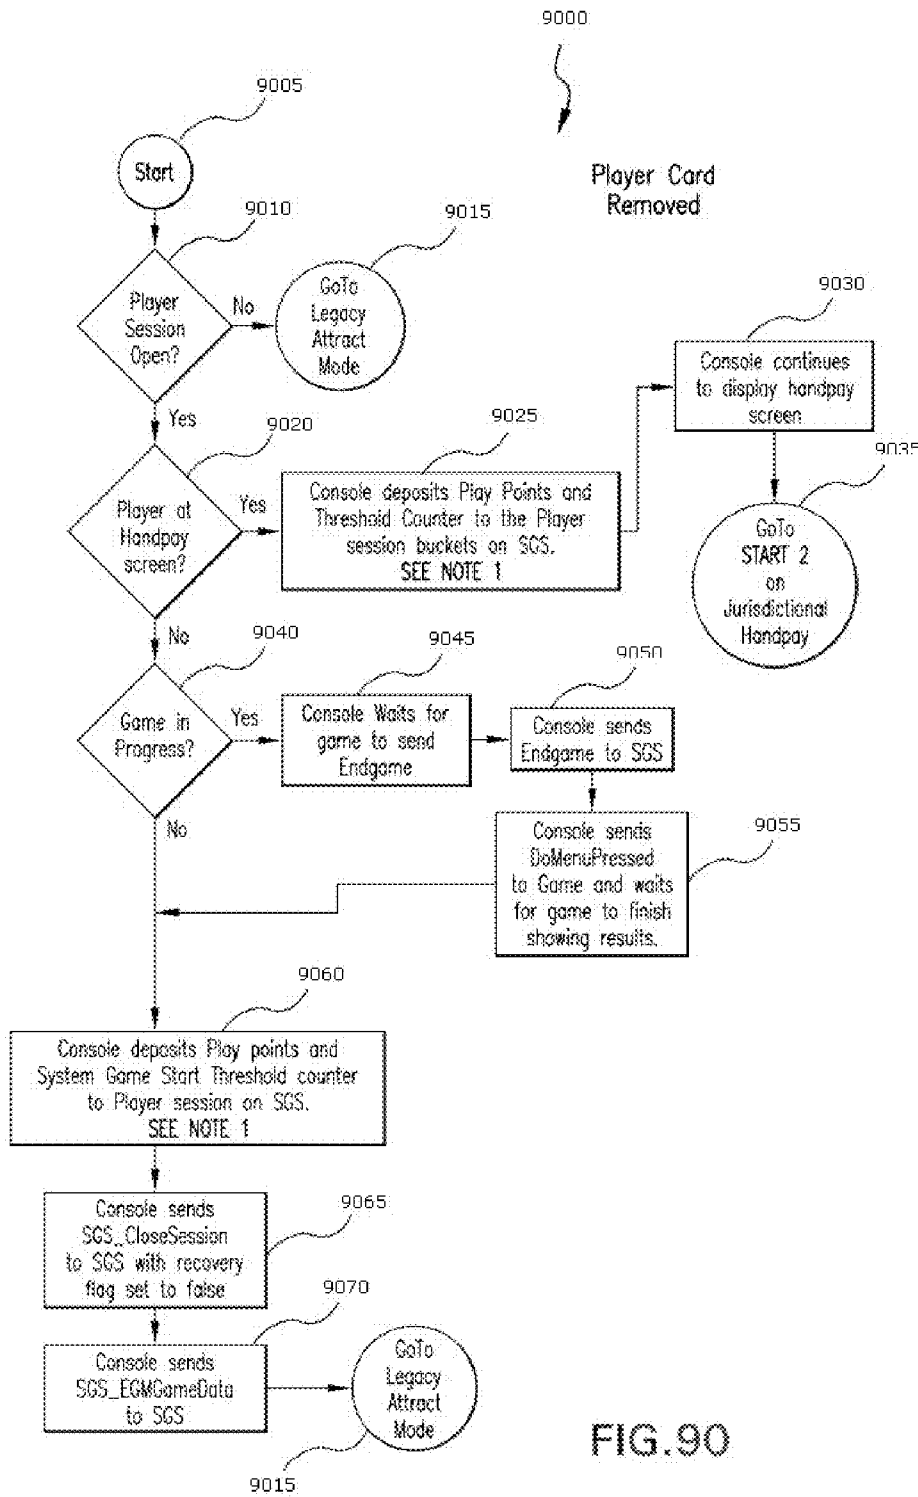 9000
9005
Start
Player Card
Removed
9010
9015
Player
Session
Open?
No
GoTo
Legacy
Attract
Mode
9030
Console continues
to display handpay
screen
Yes
9020
9025
9035
Player at
Handpay
screen?
Yes
Console deposits Play Points and
Threshold Counter to the Player
session buckets on SGS.
SEE NOTE 1
GoTo
START 2
on
Jurisdictional
Handpay
No
9040
9045
9050
Game in
Progress?
Yes
Console Waits for
game to send
Endgame
Console sends
Endgame to SGS
No
Console sends
DoMenuPressed
to Game and waits
for game to finish
showing results.
9055
9060
Console deposits Play points and
System Game Start Threshold counter
to Player session on SGS.
SEE NOTE 1
Console sends
SGS_CloseSession
to SGS with recovery
flag set to false
9065
9070
Console sends
SGS_EGMGameData
to SGS
GoTo
Legacy
Attract
Mode
9015
FIG.90